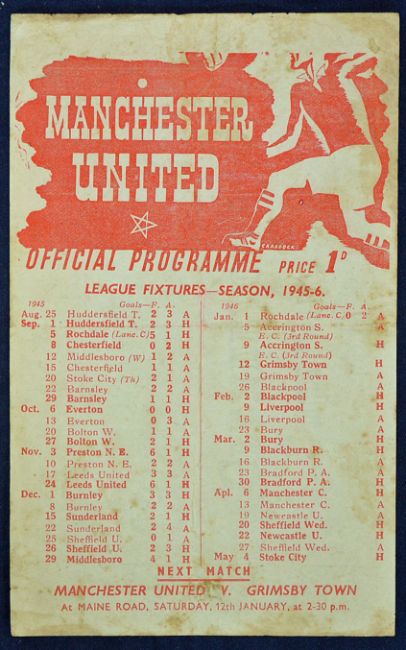 MANCHESTER
UNITED
CRADDOCK
OFFICIAL PROGRAMME PRICE 1D
LEAGUE FIXTURES—SEASON, 1945-6.
1945 Goals—F. A.
Aug. 25 Huddersfield T. 2 3 A
Sep. 1 Huddersfield T. 2 3 H
5 Rochdale (Lanc. C) 5 1 H
8 Chesterfield 0 2 H
12 Middlesboro (W) 1 2 A
15 Chesterfield 1 1 A
20 Stoke City (Th) 2 1 A
22 Barnsley 2 2 A
29 Barnsley 1 1 H
Oct. 6 Everton 0 0 H
13 Everton 0 3 A
20 Bolton W. 1 1 A
27 Bolton W. 2 1 H
Nov. 3 Preston N.E. 6 1 H
10 Preston N.E. 2 2 A
17 Leeds United 3 3 A
24 Leeds United 6 1 H
Dec. 1 Burnley 3 3 H
8 Burnley 2 2 A
15 Sunderland 2 1 H
22 Sunderland 2 4 A
25 Sheffield U. 0 1 A
26 Sheffield U. 2 3 H
29 Middlesboro 4 1 H
1946 Goals—F. A.
Jan. 1 Rochdale (Lanc. C. 0 2 A
5 Accrington S. A
E. C. (3rd Round)
9 Accrington S. H
E. C. (3rd Round)
12 Grimsby Town H
19 Grimsby Town A
26 Blackpool A
Feb. 2 Blackpool H
9 Liverpool H
16 Liverpool A
23 Bury A
Mar. 2 Bury H
9 Blackburn R. H
16 Blackburn R. A
23 Bradford P.A. A
30 Bradford P.A. H
Apl. 6 Manchester C. H
13 Manchester C. A
19 Newcastle U. A
20 Sheffield Wed. H
22 Newcastle U. H
27 Sheffield Wed. A
May 4 Stoke City H
NEXT MATCH
MANCHESTER UNITED V. GRIMSBY TOWN
At MAINE ROAD, SATURDAY, 12th JANUARY, at 2-30 p.m.